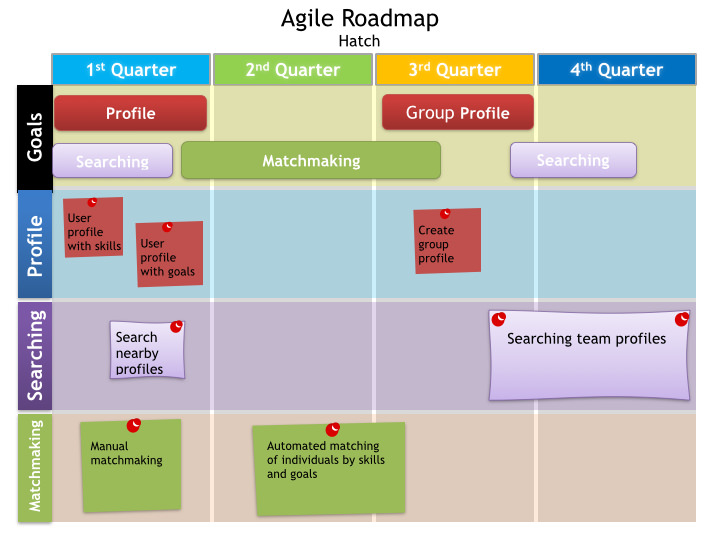 Agile Roadmap
Hatch
1st Quarter
2nd Quarter
3rd Quarter
4th Quarter
Goals
Profile
Group Profile
Searching
Matchmaking
Searching
Profile
User
profile
with skills
User
profile
with goals
Create
group
profile
Searching
Search
nearby
profiles
Searching team profiles
Matchmaking
Manual
matchmaking
Automated matching
of individuals by skills
and goals